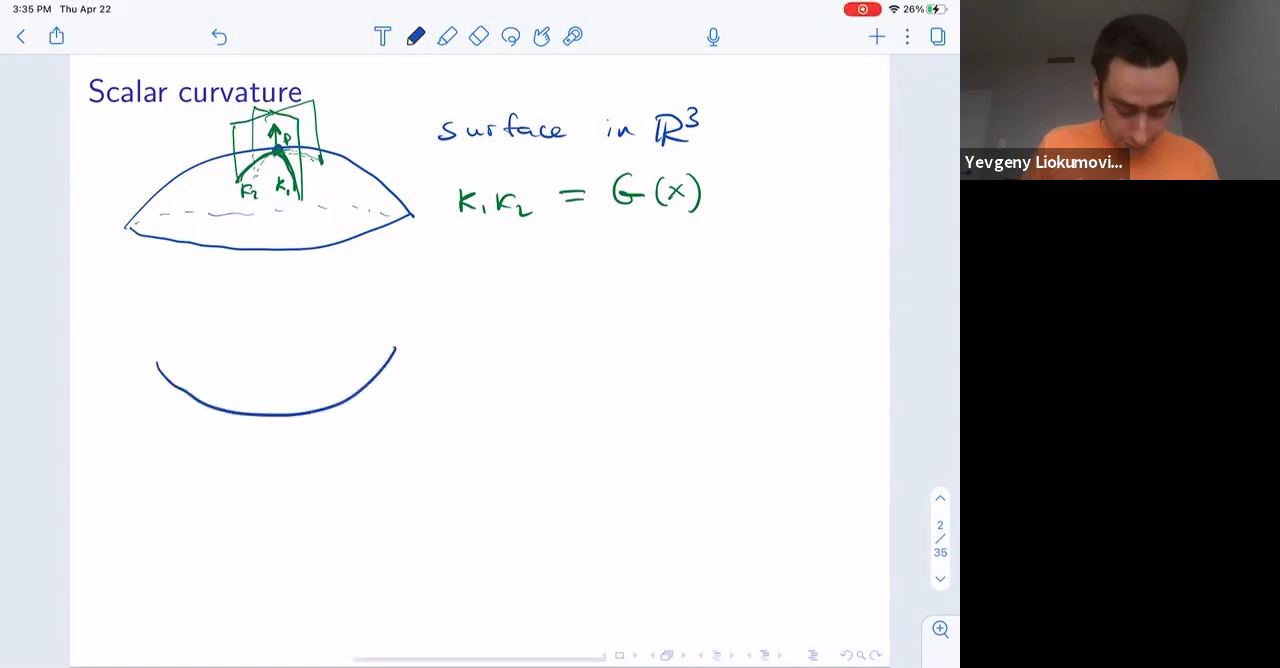 3:35 PM Thu Apr 22
26%
T
Scalar curvature
surface in ℝ³
p
K₂ K₁
K₁K₂ = G(x)
Yevgeny Liokumovi...
2
/
35